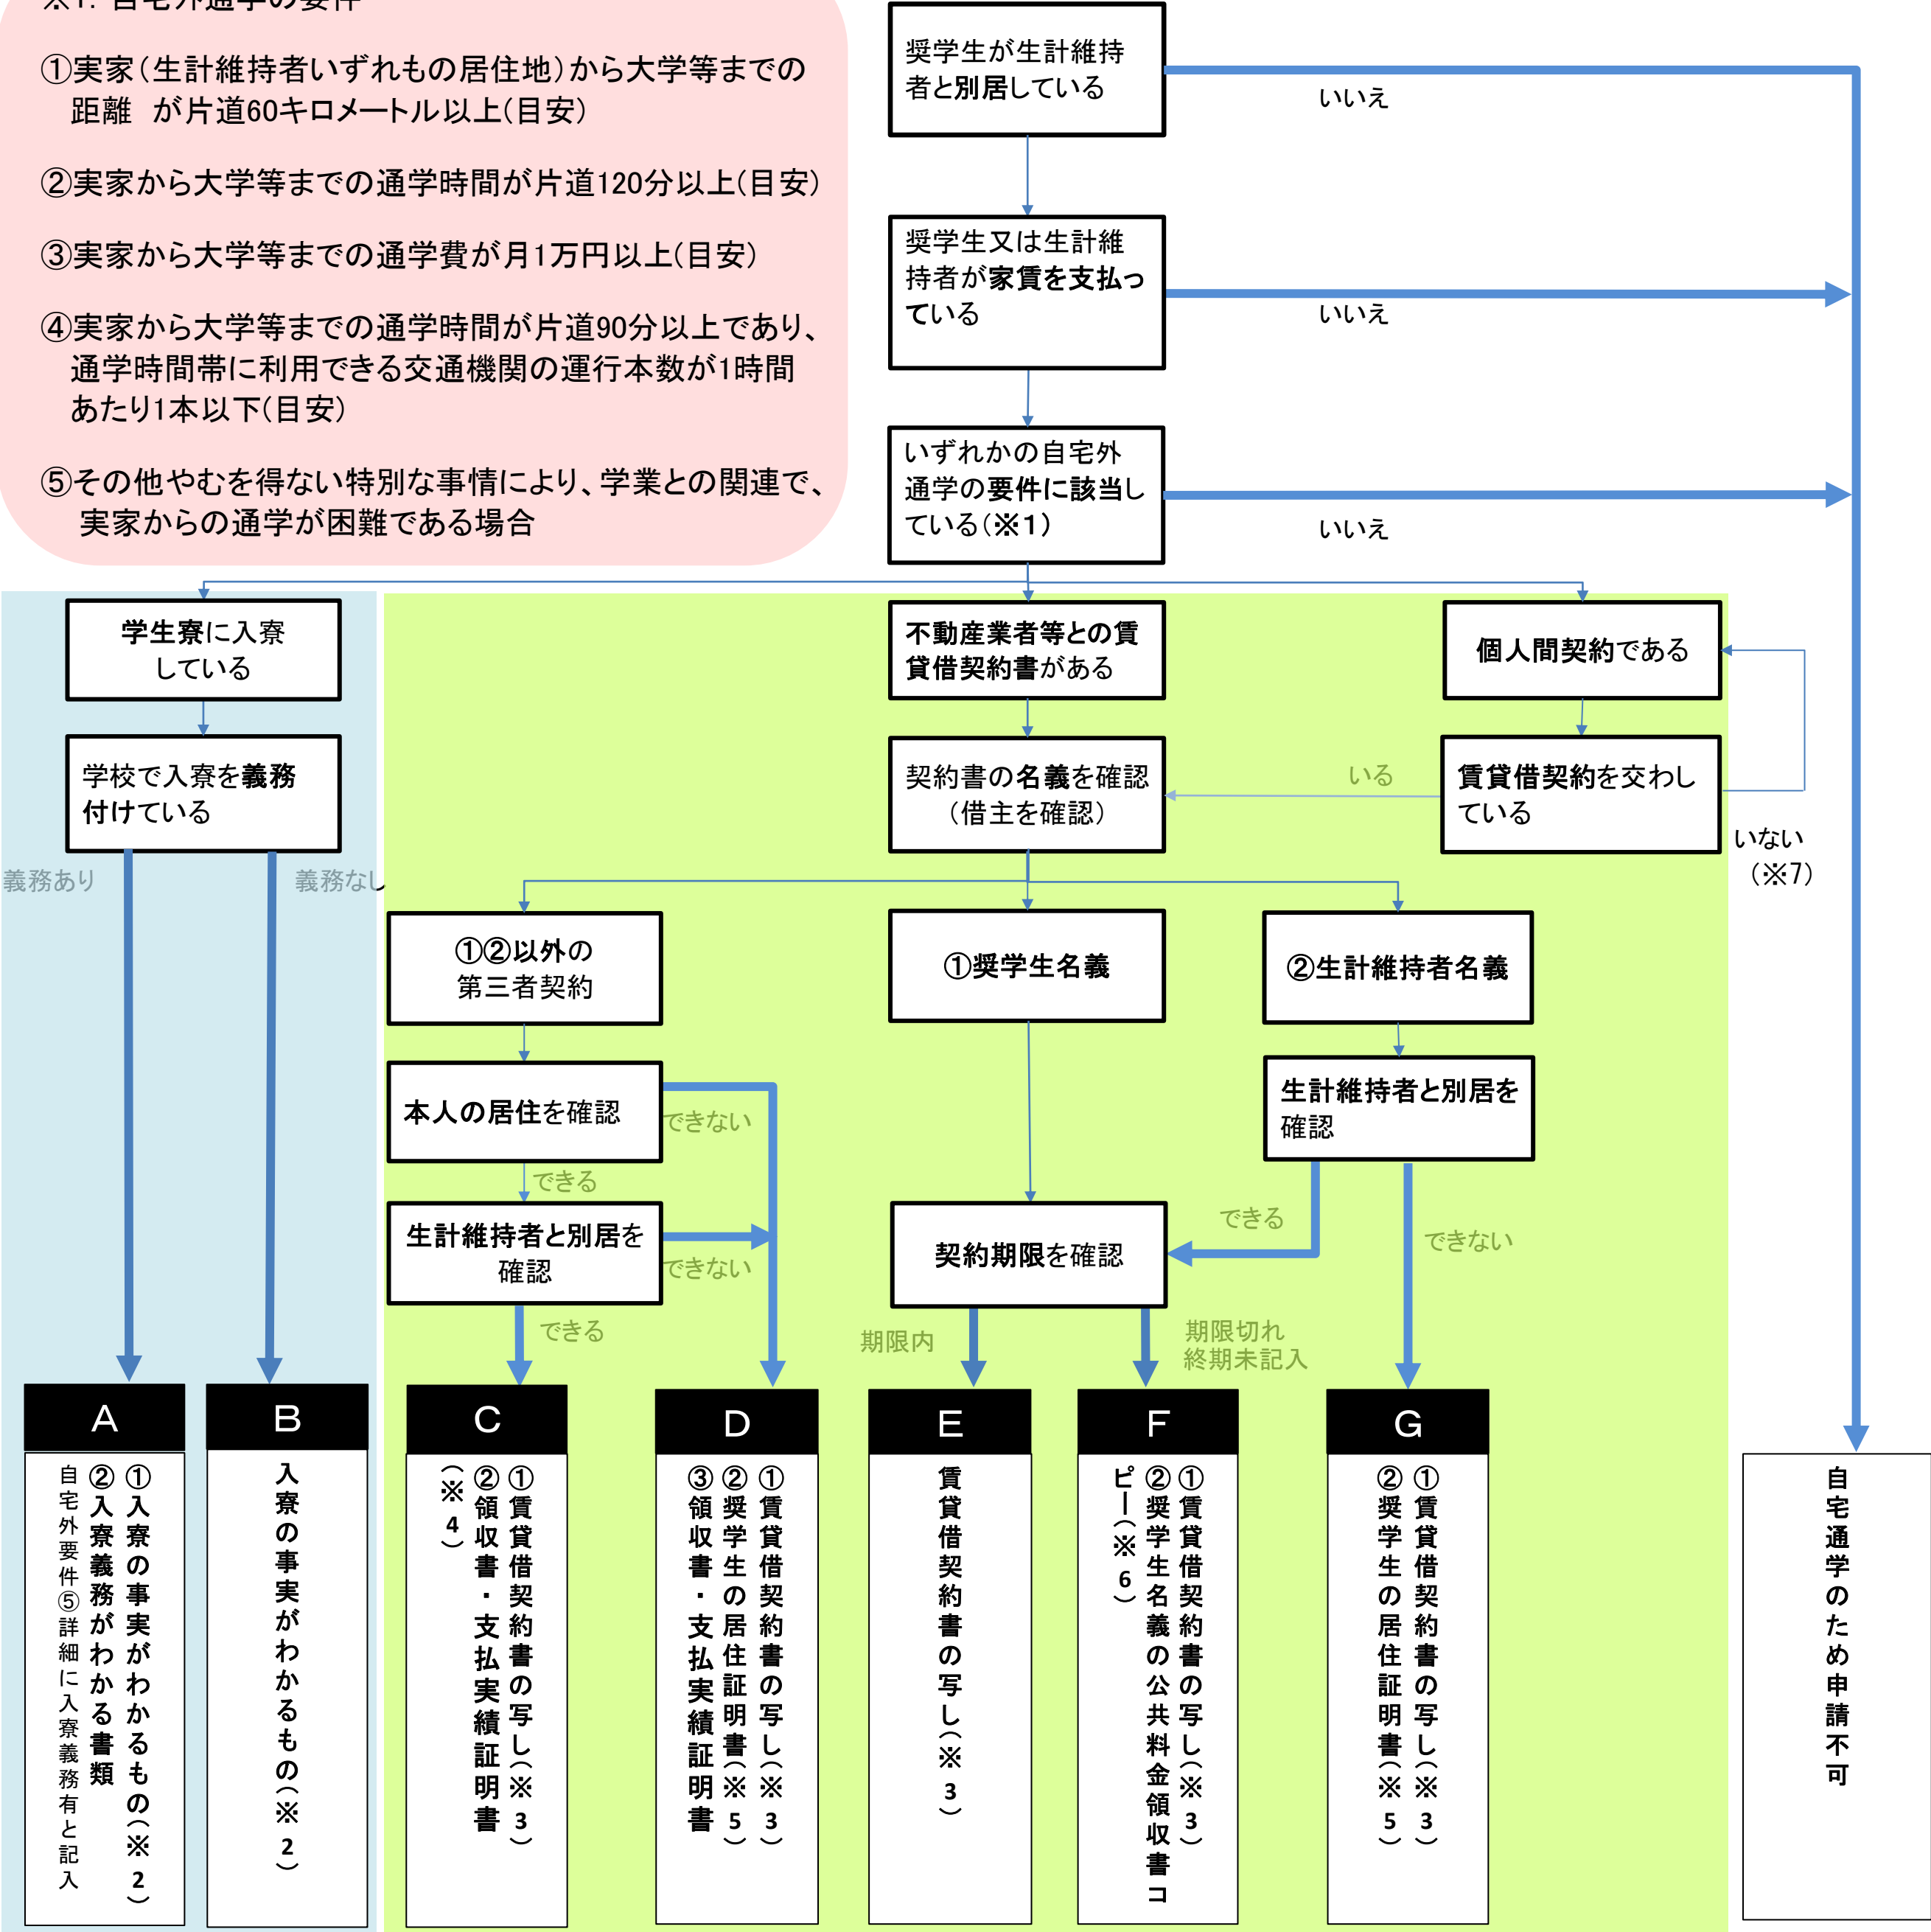 ※1. 自宅外通学の要件
①実家(生計維持者いずれもの居住地)から大学等までの
距離 が片道60キロメートル以上(目安)
②実家から大学等までの通学時間が片道120分以上(目安)
③実家から大学等までの通学費が月1万円以上(目安)
④実家から大学等までの通学時間が片道90分以上であり、
通学時間帯に利用できる交通機関の運行本数が1時間
あたり1本以下(目安)
⑤その他やむを得ない特別な事情により、学業との関連で、
実家からの通学が困難である場合
奨学生が生計維持
者と別居している
いいえ
奨学生又は生計維
持者が家賃を支払っ
ている
いいえ
いずれかの自宅外
通学の要件に該当し
ている(※1)
いいえ
学生寮に入寮
している
不動産業者等との賃
貸借契約書がある
個人間契約である
学校で入寮を義務
付けている
契約書の名義を確認
(借主を確認)
いる
賃貸借契約を交わし
ている
いない
(※7)
義務あり
義務なし
①②以外の
第三者契約
①奨学生名義
②生計維持者名義
本人の居住を確認
できない
できる
生計維持者と別居を
確認
生計維持者と別居を
確認
できない
できる
契約期限を確認
できる
できない
期限内
期限切れ
終期未記入
A
①入寮の事実がわかるもの(※2)
②入寮義務がわかる書類
自宅外要件⑤詳細に入寮義務有と記入
B
入寮の事実がわかるもの(※2)
C
①賃貸借契約書の写し(※3)
②領収書・支払実績証明書
(※4)
D
①賃貸借契約書の写し(※3)
②奨学生の居住証明書(※5)
③領収書・支払実績証明書
E
賃貸借契約書の写し(※3)
F
①賃貸借契約書の写し(※3)
②奨学生名義の公共料金領収書コ
ピー(※6)
G
①賃貸借契約書の写し(※3)
②奨学生の居住証明書(※5)
自宅通学のため申請不可